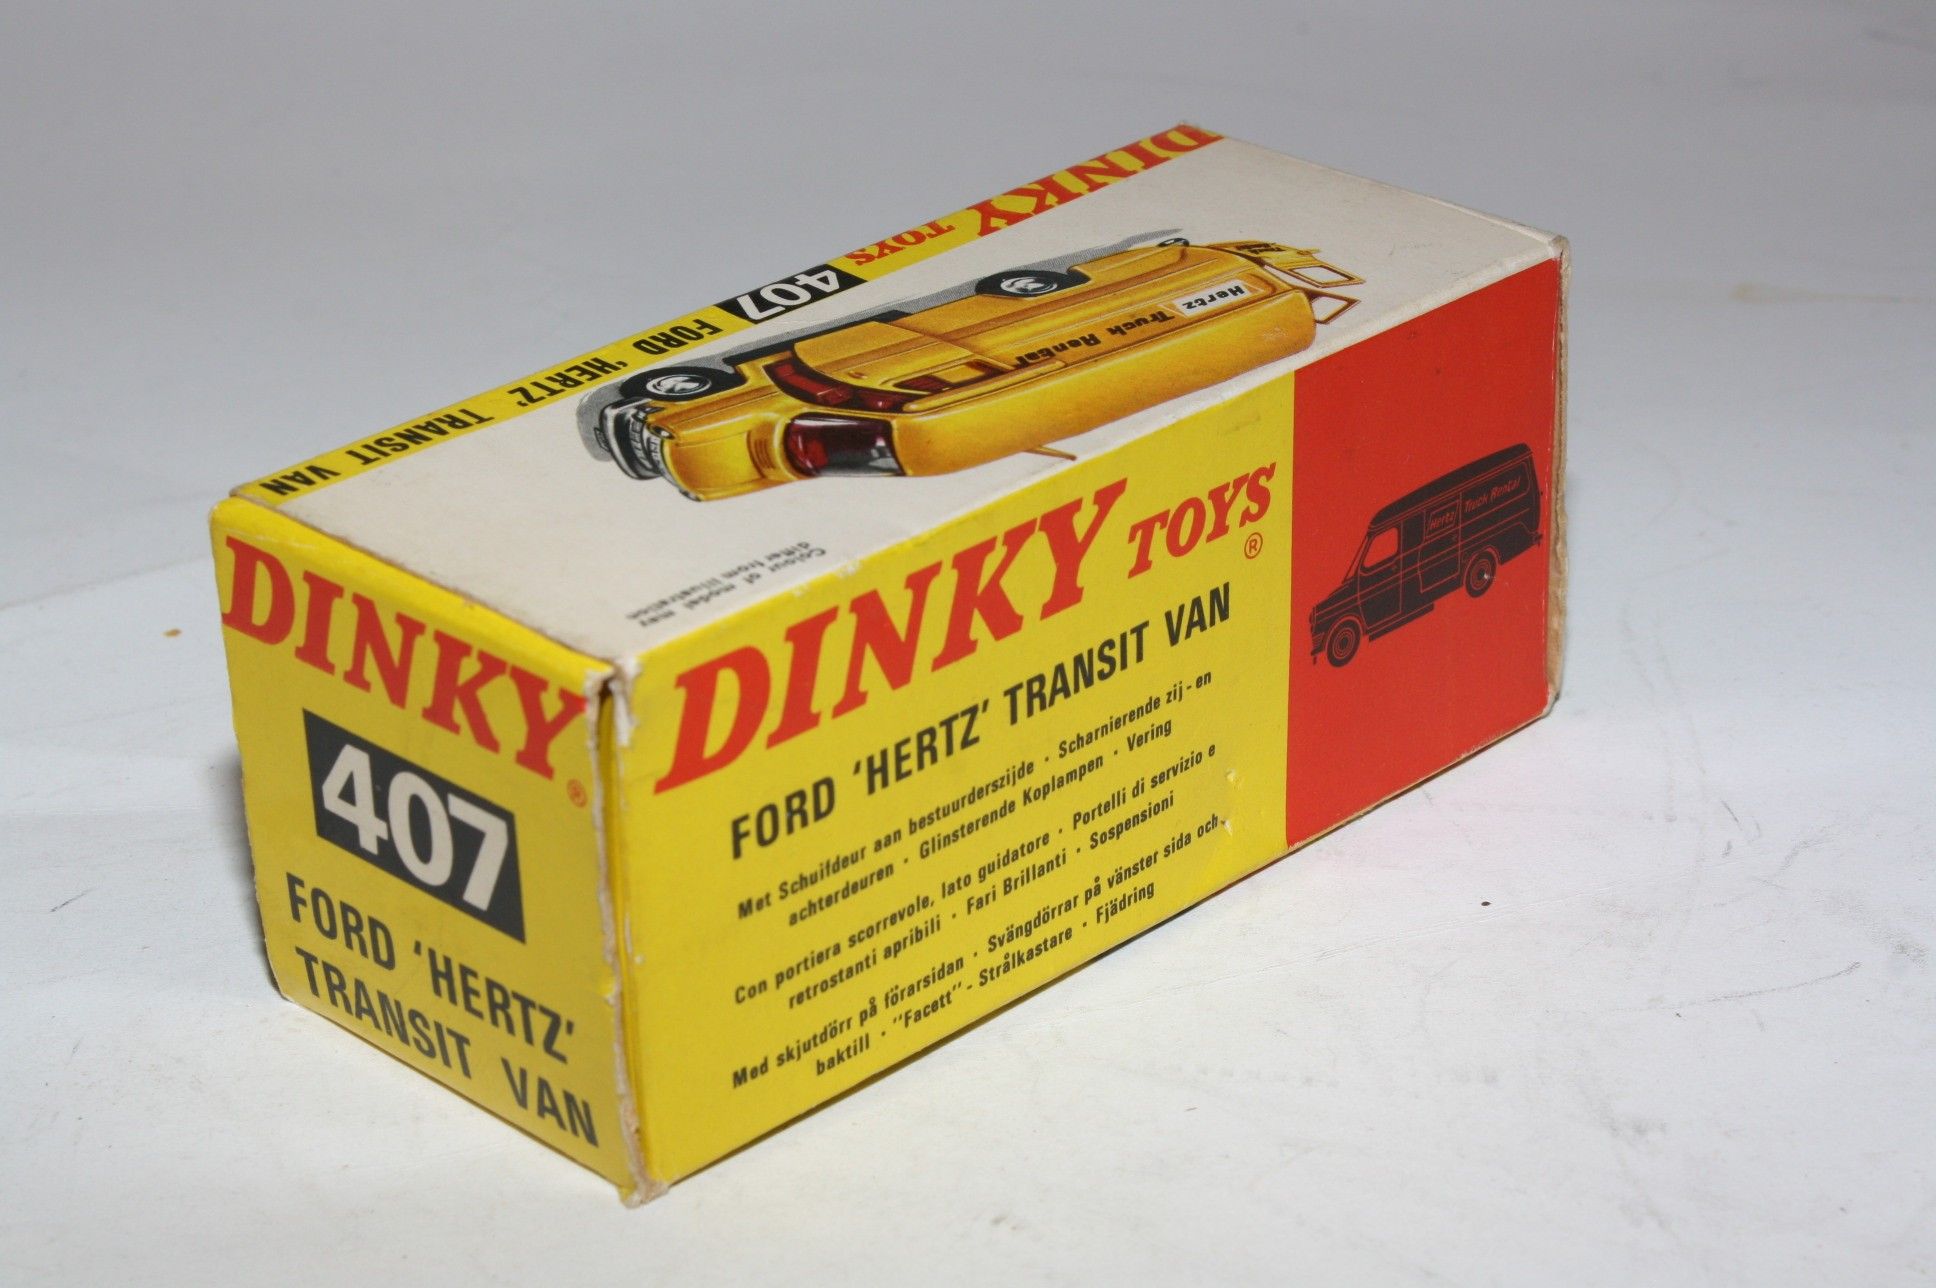 DINKY TOYS
407
FORD 'HERTZ' TRANSIT VAN
Hertz
Truck Rental
Colour of model may
differ from illustration
DINKY®
407
FORD 'HERTZ'
TRANSIT VAN
DINKY TOYS®
FORD 'HERTZ' TRANSIT VAN
Met Schuifdeur aan bestuurderszijde · Scharnierende zij-en
achterdeuren · Glinsterende Koplampen · Vering
Con portiera scorrevole, lato guidatore · Portelli di servizio e
retrostanti apribili · Fari Brillanti · Sospensioni
Med skjutdörr på förarsidan · Svängdörrar på vänster sida och
baktill · "Facett"-Strålkastare · Fjädring
Hertz Truck Rental